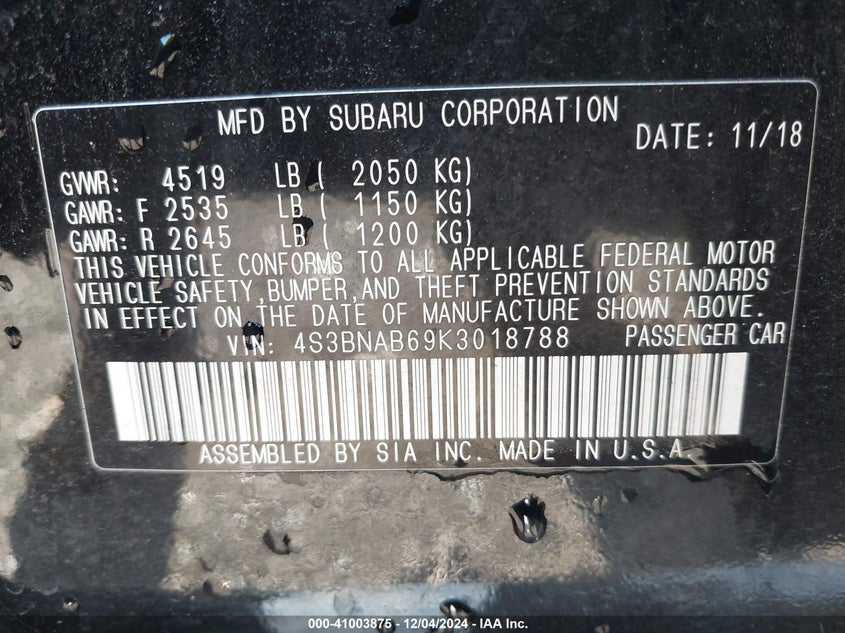 MFD BY SUBARU CORPORATION
DATE: 11/18
GVWR: 4519 LB ( 2050 KG)
GAWR: F 2535 LB ( 1150 KG)
GAWR: R 2645 LB ( 1200 KG)
THIS VEHICLE CONFORMS TO ALL APPLICABLE FEDERAL MOTOR
VEHICLE SAFETY,BUMPER,AND THEFT PREVENTION STANDARDS
IN EFFECT ON THE DATE OF MANUFACTURE SHOWN ABOVE.
VIN: 4S3BNAB69K3018788 PASSENGER CAR
ASSEMBLED BY SIA INC. MADE IN U.S.A.
000-41003875 - 12/04/2024 - IAA Inc.